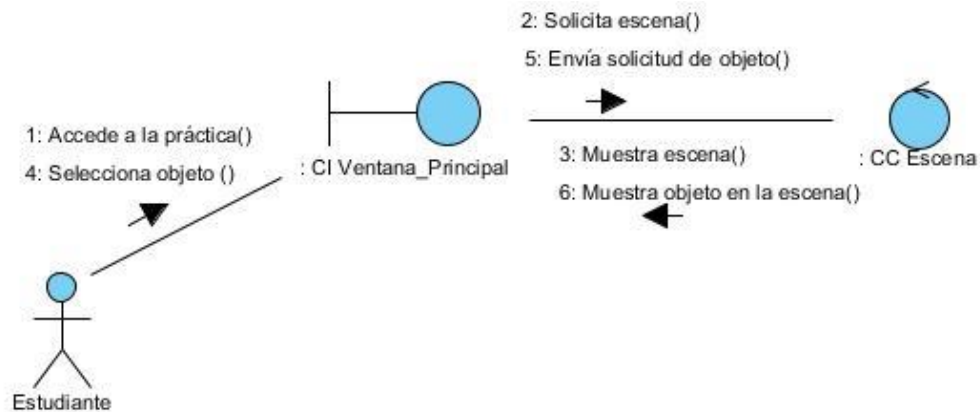 2: Solicita escena()
5: Envía solicitud de objeto()
1: Accede a la práctica()
4: Selecciona objeto ()
: CI Ventana_Principal
3: Muestra escena()
6: Muestra objeto en la escena()
: CC Escena
Estudiante